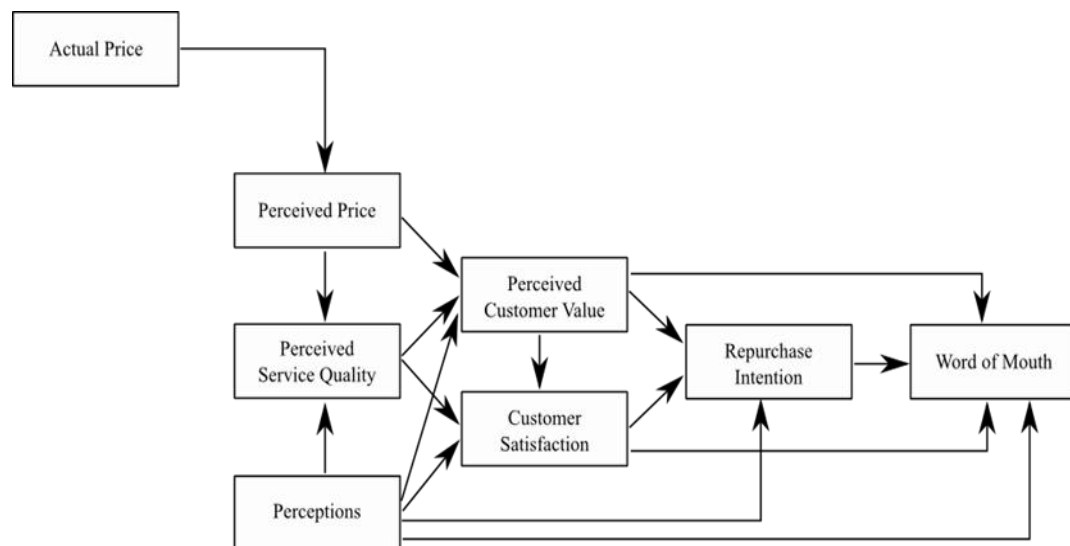 Actual Price
Perceived Price
Perceived
Service Quality
Perceptions
Perceived
Customer Value
Customer
Satisfaction
Repurchase
Intention
Word of Mouth